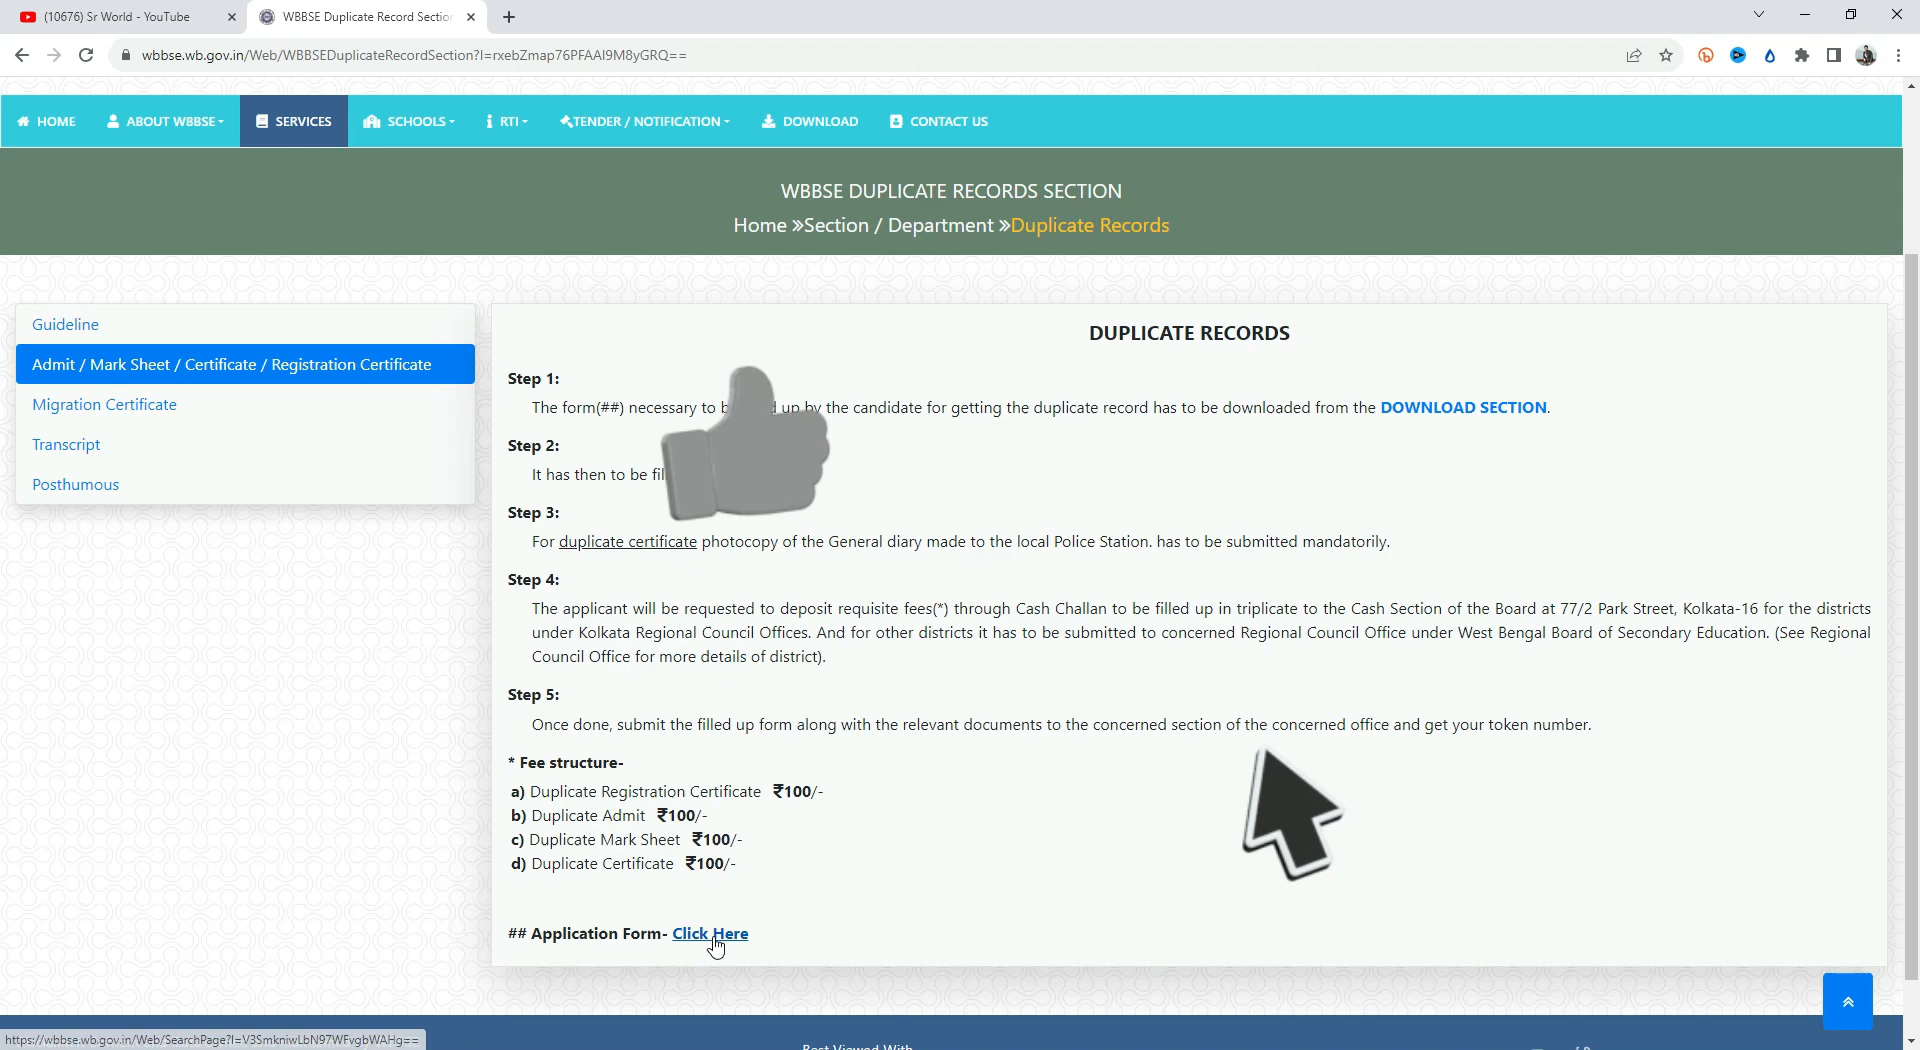 (10676) Sr World - YouTube
WBBSE Duplicate Record Section
wbbse.wb.gov.in/Web/WBBSEDuplicateRecordSection?I=rxebZmap76PFAAI9M8yGRQ==
HOME ABOUT WBBSE SERVICES SCHOOLS RTI TENDER / NOTIFICATION DOWNLOAD CONTACT US
WBBSE DUPLICATE RECORDS SECTION
Home »Section / Department »Duplicate Records
Guideline
Admit / Mark Sheet / Certificate / Registration Certificate
Migration Certificate
Transcript
Posthumous
DUPLICATE RECORDS
Step 1:
The form(##) necessary to up by the candidate for getting the duplicate record has to be downloaded from the DOWNLOAD SECTION.
Step 2:
It has then to be
Step 3:
For duplicate certificate photocopy of the General diary made to the local Police Station. has to be submitted mandatorily.
Step 4:
The applicant will be requested to deposit requisite fees(*) through Cash Challan to be filled up in triplicate to the Cash Section of the Board at 77/2 Park Street, Kolkata-16 for the districts
under Kolkata Regional Council Offices. And for other districts it has to be submitted to concerned Regional Council Office under West Bengal Board of Secondary Education. (See Regional
Council Office for more details of district).
Step 5:
Once done, submit the filled up form along with the relevant documents to the concerned section of the concerned office and get your token number.
* Fee structure-
a) Duplicate Registration Certificate ₹100/-
b) Duplicate Admit ₹100/-
c) Duplicate Mark Sheet ₹100/-
d) Duplicate Certificate ₹100/-
## Application Form- Click Here
https://wbbse.wb.gov.in/Web/SearchPage?I=V3SmkniwLbN97WFvgbWAHg==
Best Viewed With